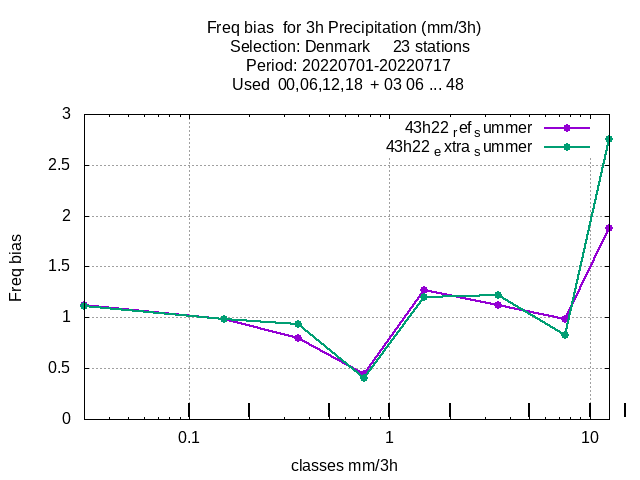 Freq bias  for 3h Precipitation (mm/3h)
Selection: Denmark     23 stations
Period: 20220701-20220717
Used  00,06,12,18  + 03 06 ... 48
43h22refsummer
43h22extrasummer
3
2.5
2
1.5
1
0.5
0
Freq bias
0.1 1 10
classes mm/3h